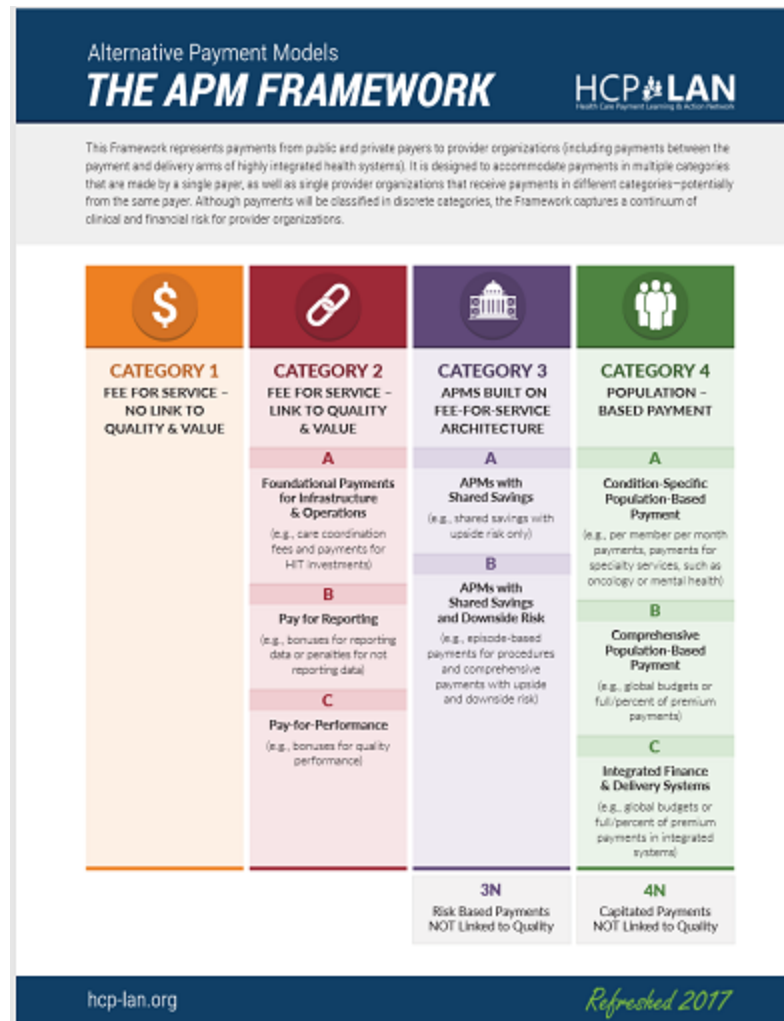 Alternative Payment Models
THE APM FRAMEWORK
HCP LAN
Health Care Payment Learning & Action Network
This Framework represents payments from public and private payers to provider organizations (including payments between the
payment and delivery arms of highly integrated health systems). It is designed to accommodate payments in multiple categories
that are made by a single payer, as well as single provider organizations that receive payments in different categories—potentially
from the same payer. Although payments will be classified in discrete categories, the Framework captures a continuum of
clinical and financial risk for provider organizations.
$
CATEGORY 1
FEE FOR SERVICE –
NO LINK TO
QUALITY & VALUE
CATEGORY 2
FEE FOR SERVICE –
LINK TO QUALITY
& VALUE
A
Foundational Payments
for Infrastructure
& Operations
(e.g., care coordination
fees and payments for
HIT investments)
B
Pay for Reporting
(e.g., bonuses for reporting
data or penalties for not
reporting data)
C
Pay-for-Performance
(e.g., bonuses for quality
performance)
CATEGORY 3
APMS BUILT ON
FEE-FOR-SERVICE
ARCHITECTURE
A
APMs with
Shared Savings
(e.g., shared savings with
upside risk only)
B
APMs with
Shared Savings
and Downside Risk
(e.g., episode-based
payments for procedures
and comprehensive
payments with upside
and downside risk)
CATEGORY 4
POPULATION –
BASED PAYMENT
A
Condition-Specific
Population-Based
Payment
(e.g., per member per month
payments, payments for
specialty services, such as
oncology or mental health)
B
Comprehensive
Population-Based
Payment
(e.g., global budgets or
full/percent of premium
payments)
C
Integrated Finance
& Delivery Systems
(e.g., global budgets or
full/percent of premium
payments in integrated
systems)
3N
Risk Based Payments
NOT Linked to Quality
4N
Capitated Payments
NOT Linked to Quality
hcp-lan.org
Refreshed 2017